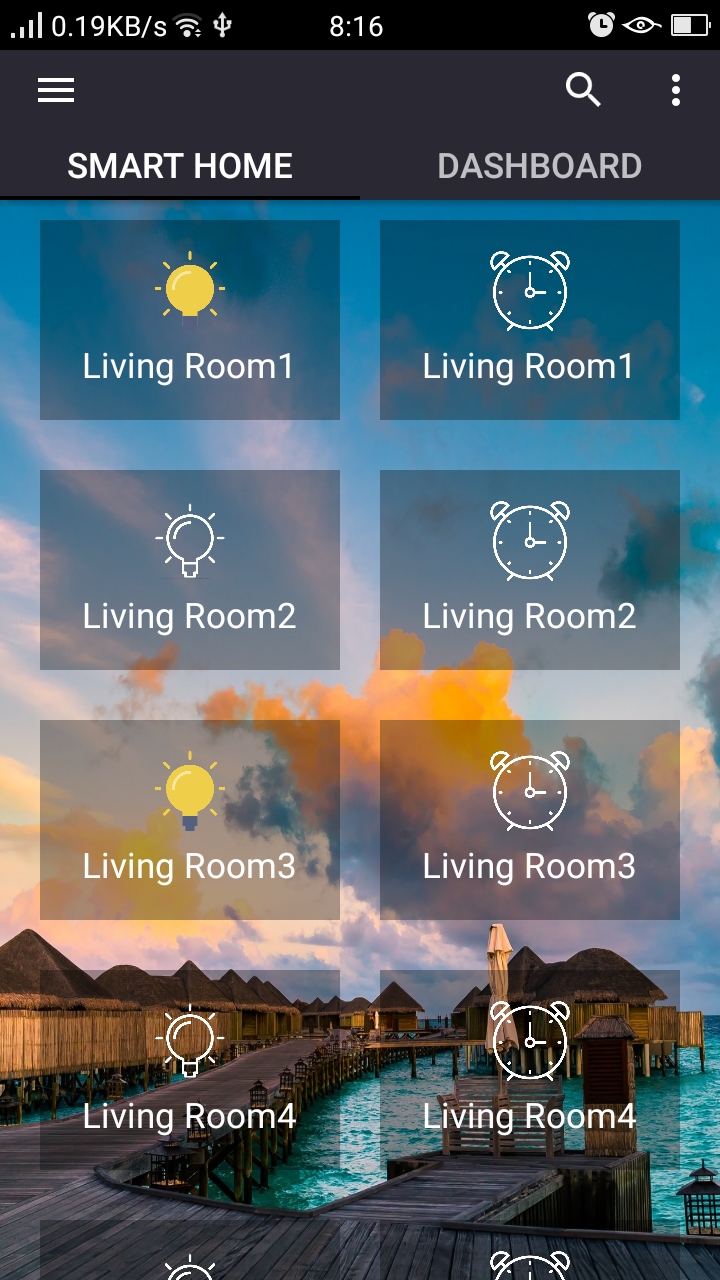 0.19KB/s 8:16
SMART HOME DASHBOARD
Living Room1 Living Room1
Living Room2 Living Room2
Living Room3 Living Room3
Living Room4 Living Room4